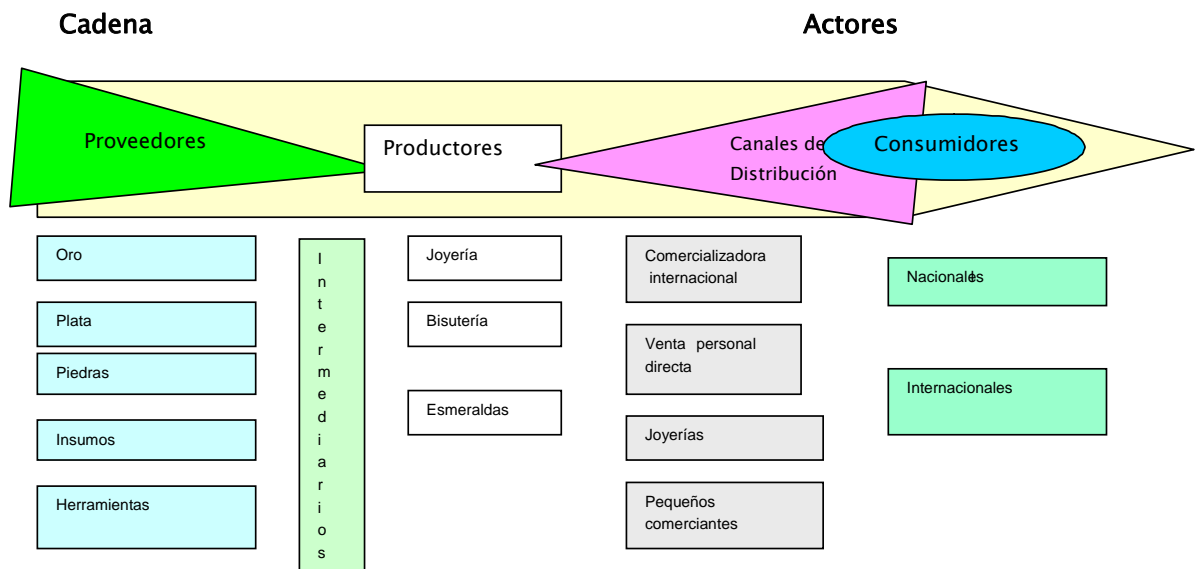 Cadena
Actores
Proveedores
Productores
Canales de
Distribución
Consumidores
Oro
Plata
Piedras
Insumos
Herramientas
I
n
t
e
r
m
e
d
i
a
r
i
o
s
Joyería
Bisutería
Esmeraldas
Comercializadora
internacional
Venta personal
directa
Joyerías
Pequeños
comerciantes
Nacionales
Internacionales